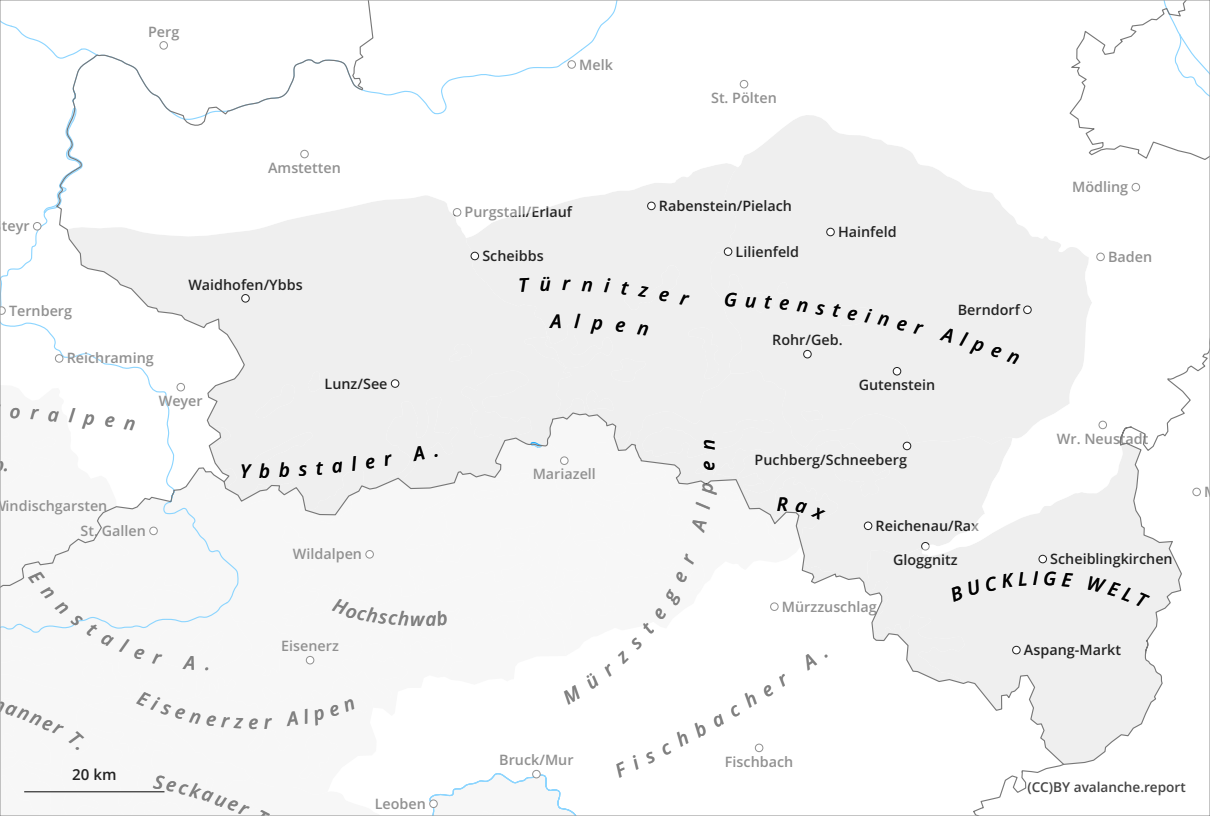 Perg
Melk
St. Pölten
Amstetten
Mödling
Purgstall/Erlauf
Rabenstein/Pielach
Hainfeld
teyr
Scheibbs
Lilienfeld
Baden
Waidhofen/Ybbs
Türnitzer
Alpen
Gutensteiner Alpen
Berndorf
Ternberg
Rohr/Geb.
Reichraming
Lunz/See
Gutenstein
Weyer
oralpen
Wr. Neustadt
Ybbstaler A.
Mariazell
Puchberg/Schneeberg
Mürzsteger Alpen
Rax
Windischgarsten
St. Gallen
Reichenau/Rax
Wildalpen
Gloggnitz
Scheiblingkirchen
BUCKLIGE WELT
Ennstaler A.
Hochschwab
Mürzzuschlag
Eisenerz
Aspang-Markt
Eisenerzer Alpen
Fischbacher A.
anner T.
Fischbach
Bruck/Mur
20 km
Seckauer T
Leoben
(CC)BY avalanche.report